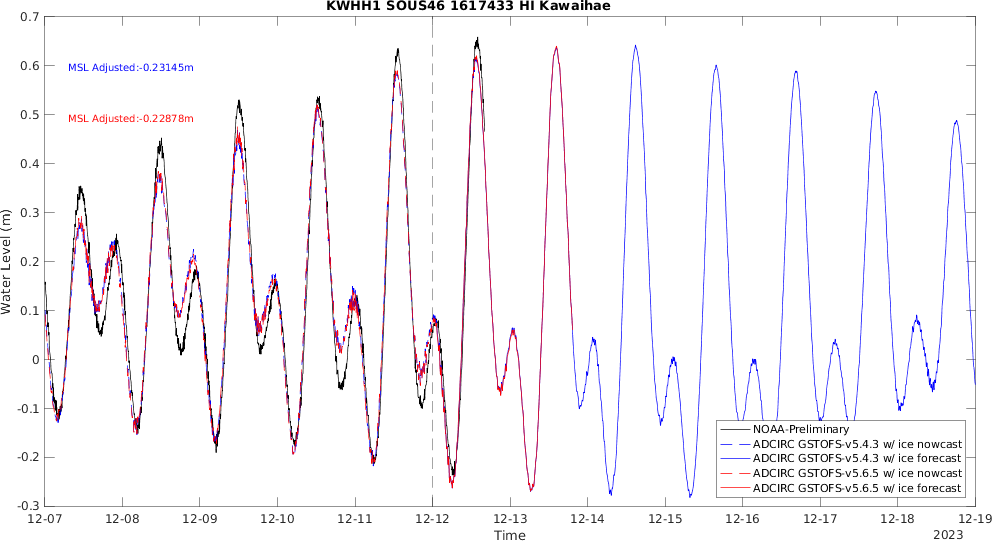 KWHH1 SOUS46 1617433 HI Kawaihae
0.7
0.6
0.5
0.4
0.3
0.2
0.1
0
-0.1
-0.2
-0.3
Water Level (m)
MSL Adjusted:-0.23145m
MSL Adjusted:-0.22878m
NOAA-Preliminary
ADCIRC GSTOFS-v5.4.3 w/ ice nowcast
ADCIRC GSTOFS-v5.4.3 w/ ice forecast
ADCIRC GSTOFS-v5.6.5 w/ ice nowcast
ADCIRC GSTOFS-v5.6.5 w/ ice forecast
12-07 12-08 12-09 12-10 12-11 12-12 12-13 12-14 12-15 12-16 12-17 12-18 12-19
Time
2023